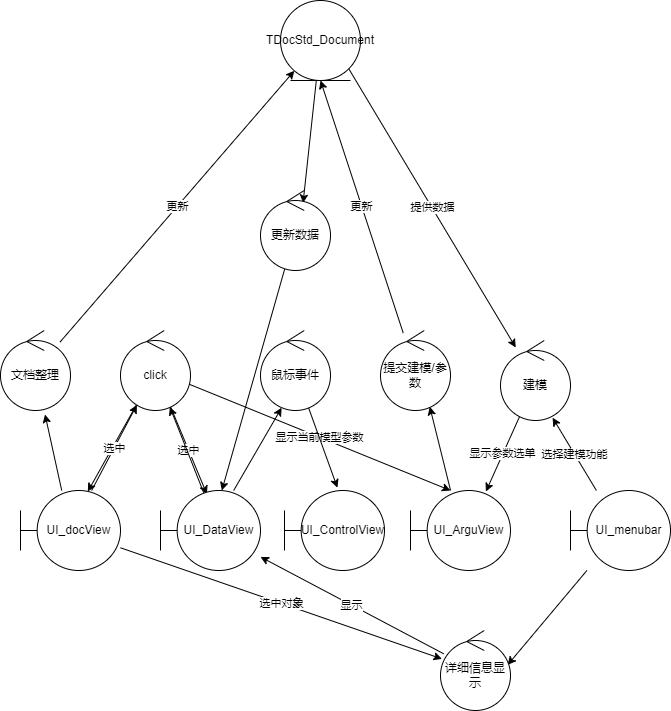 TDocStd_Document
更新
更新
提供数据
更新数据
文档整理
click
鼠标事件
提交建模/参
数
建模
选中
选中
显示当前模型参数
显示参数选单
选择建模功能
UI_docView
UI_DataView
UI_ControlView
UI_ArguView
UI_menubar
选中对象
显示
详细信息显
示